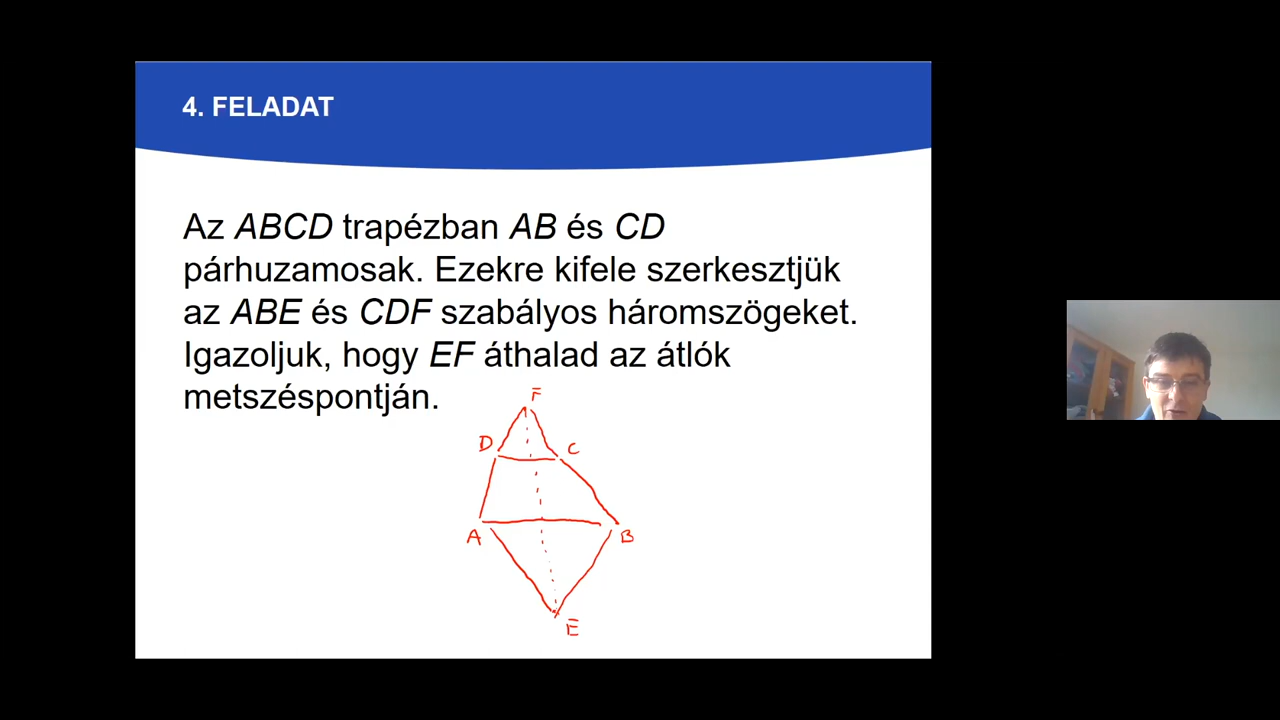 4. FELADAT
Az ABCD trapézban AB és CD
párhuzamosak. Ezekre kifele szerkesztjük
az ABE és CDF szabályos háromszögeket.
Igazoljuk, hogy EF áthalad az átlók
metszéspontján.
F
D C
A B
E